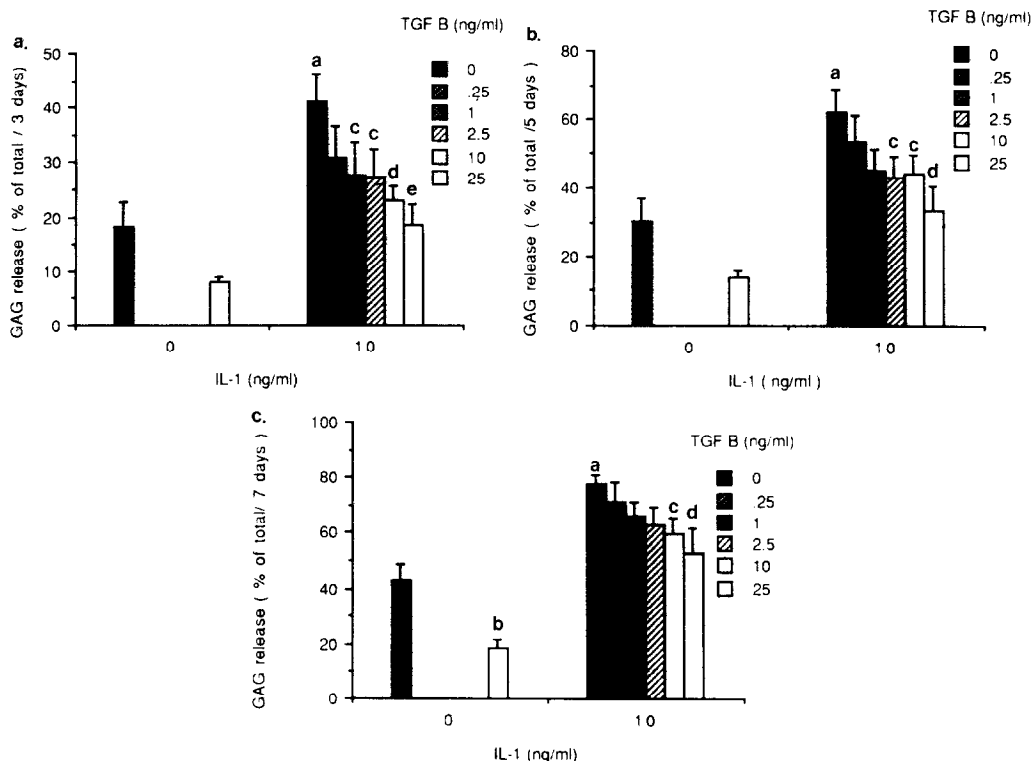 a.
TGF B (ng/ml)
0
.25
1
2.5
10
25
GAG release ( % of total / 3 days)
50
40
30
20
10
0
a
c c
d
e
0 10
IL-1 (ng/ml)
b.
TGF B (ng/ml)
0
.25
1
2.5
10
25
GAG release ( % of total /5 days )
80
60
40
20
0
a
c c
d
0 10
IL-1 ( ng/ml )
c.
TGF B (ng/ml)
0
.25
1
2.5
10
25
GAG release ( % of total/ 7 days )
100
80
60
40
20
0
a
b
c
d
0 10
IL-1 (ng/ml)